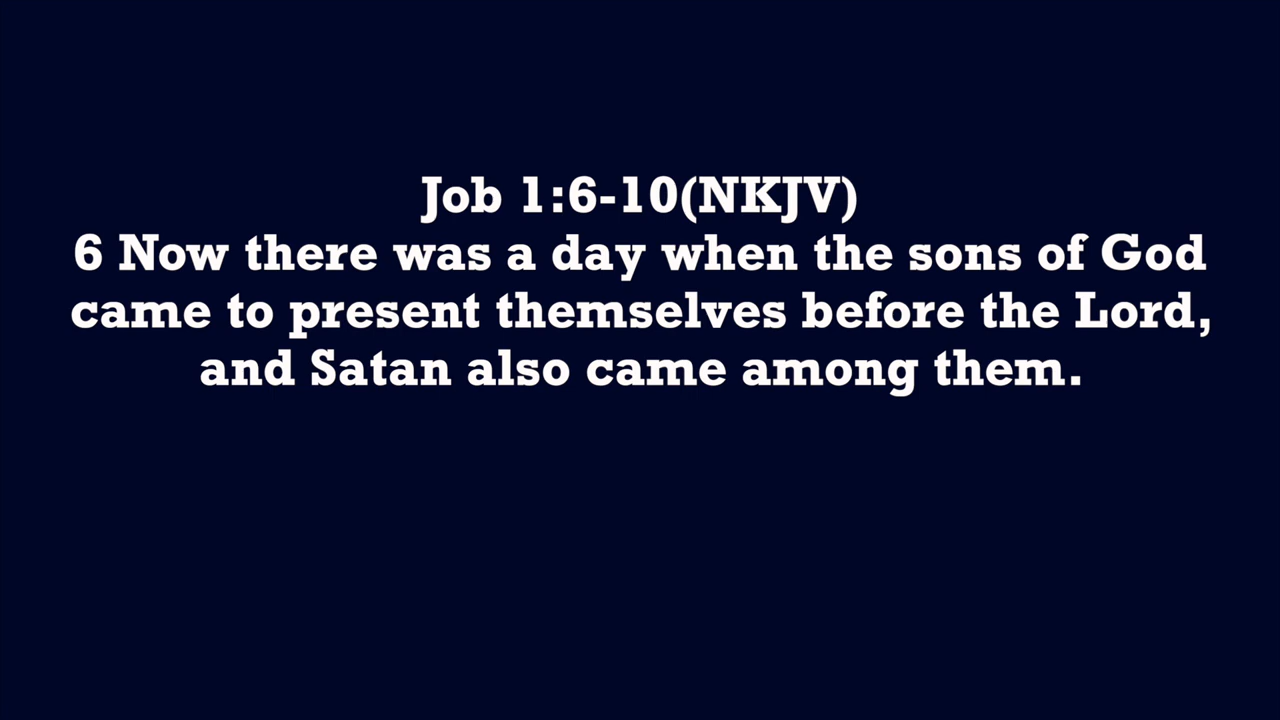 Job 1:6-10(NKJV)
6 Now there was a day when the sons of God
came to present themselves before the Lord,
and Satan also came among them.